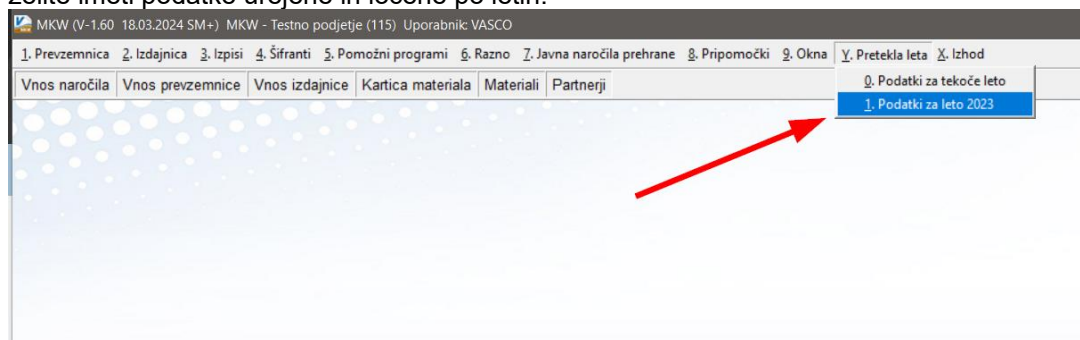 želite imeti podatke urejene in ločene po letih.
MKW (V-1.60 18.03.2024 SM+) MKW - Testno podjetje (115) Uporabnik: VASCO
1. Prevzemnica 2. Izdajnica 3. Izpisi 4. Šifranti 5. Pomožni programi 6. Razno 7. Javna naročila prehrane 8. Pripomočki 9. Okna Y. Pretekla leta X. Izhod
Vnos naročila Vnos prevzemnice Vnos izdajnice Kartica materiala Materiali Partnerji
0. Podatki za tekoče leto
1. Podatki za leto 2023